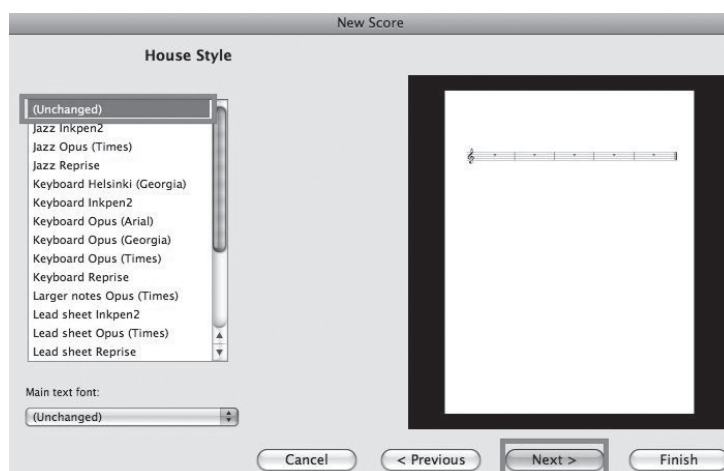 New Score
House Style
(Unchanged)
Jazz Inkpen2
Jazz Opus (Times)
Jazz Reprise
Keyboard Helsinki (Georgia)
Keyboard Inkpen2
Keyboard Opus (Arial)
Keyboard Opus (Georgia)
Keyboard Opus (Times)
Keyboard Reprise
Larger notes Opus (Times)
Lead sheet Inkpen2
Lead sheet Opus (Times)
Lead sheet Reprise
Main text font:
(Unchanged)
Cancel
< Previous
Next >
Finish